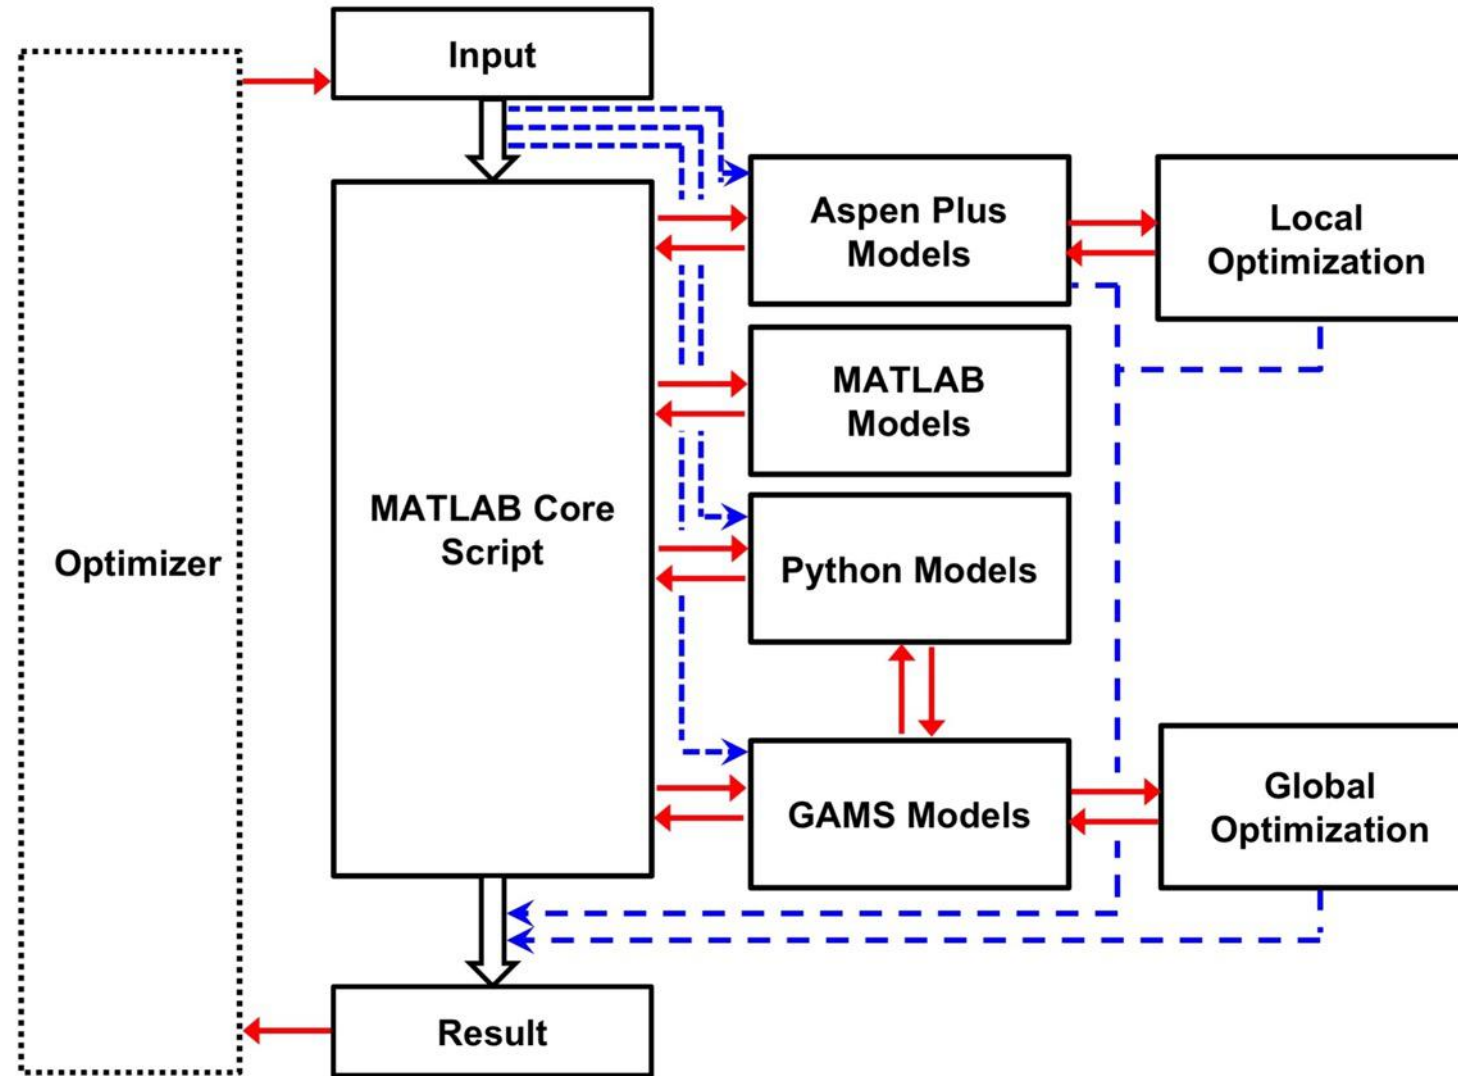 Input
Aspen Plus
Models
Local
Optimization
MATLAB
Models
MATLAB Core
Script
Optimizer
Python Models
GAMS Models
Global
Optimization
Result